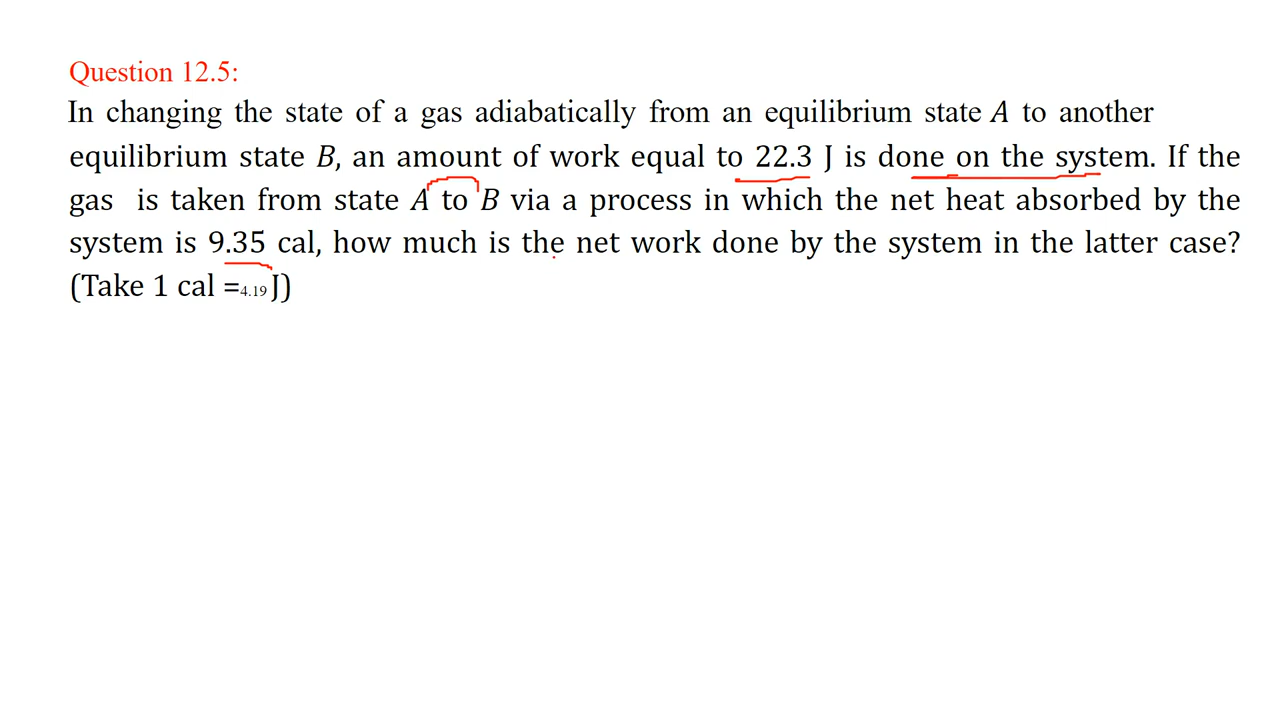 Question 12.5:
In changing the state of a gas adiabatically from an equilibrium state A to another
equilibrium state B, an amount of work equal to 22.3 J is done on the system. If the
gas is taken from state A to B via a process in which the net heat absorbed by the
system is 9.35 cal, how much is the net work done by the system in the latter case?
(Take 1 cal =4.19 J)